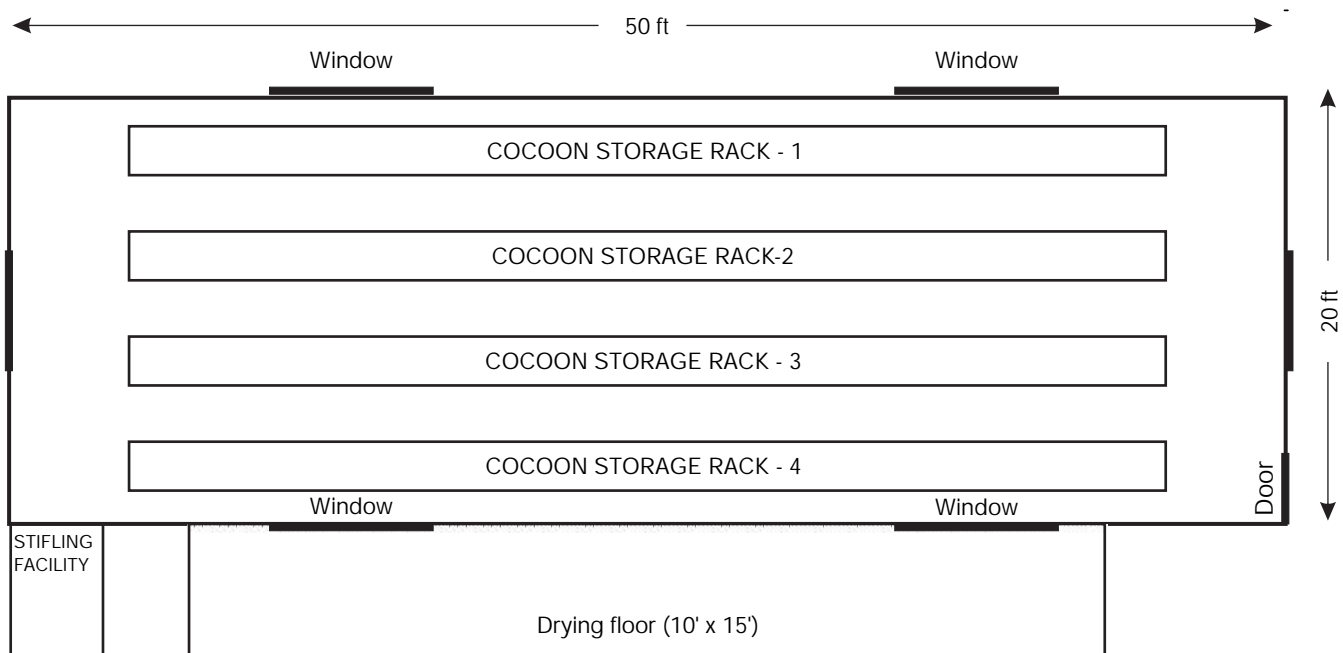 50 ft
Window
Window
COCOON STORAGE RACK - 1
COCOON STORAGE RACK-2
20 ft
COCOON STORAGE RACK - 3
COCOON STORAGE RACK - 4
Door
Window
Window
STIFLING
FACILITY
Drying floor (10' x 15')